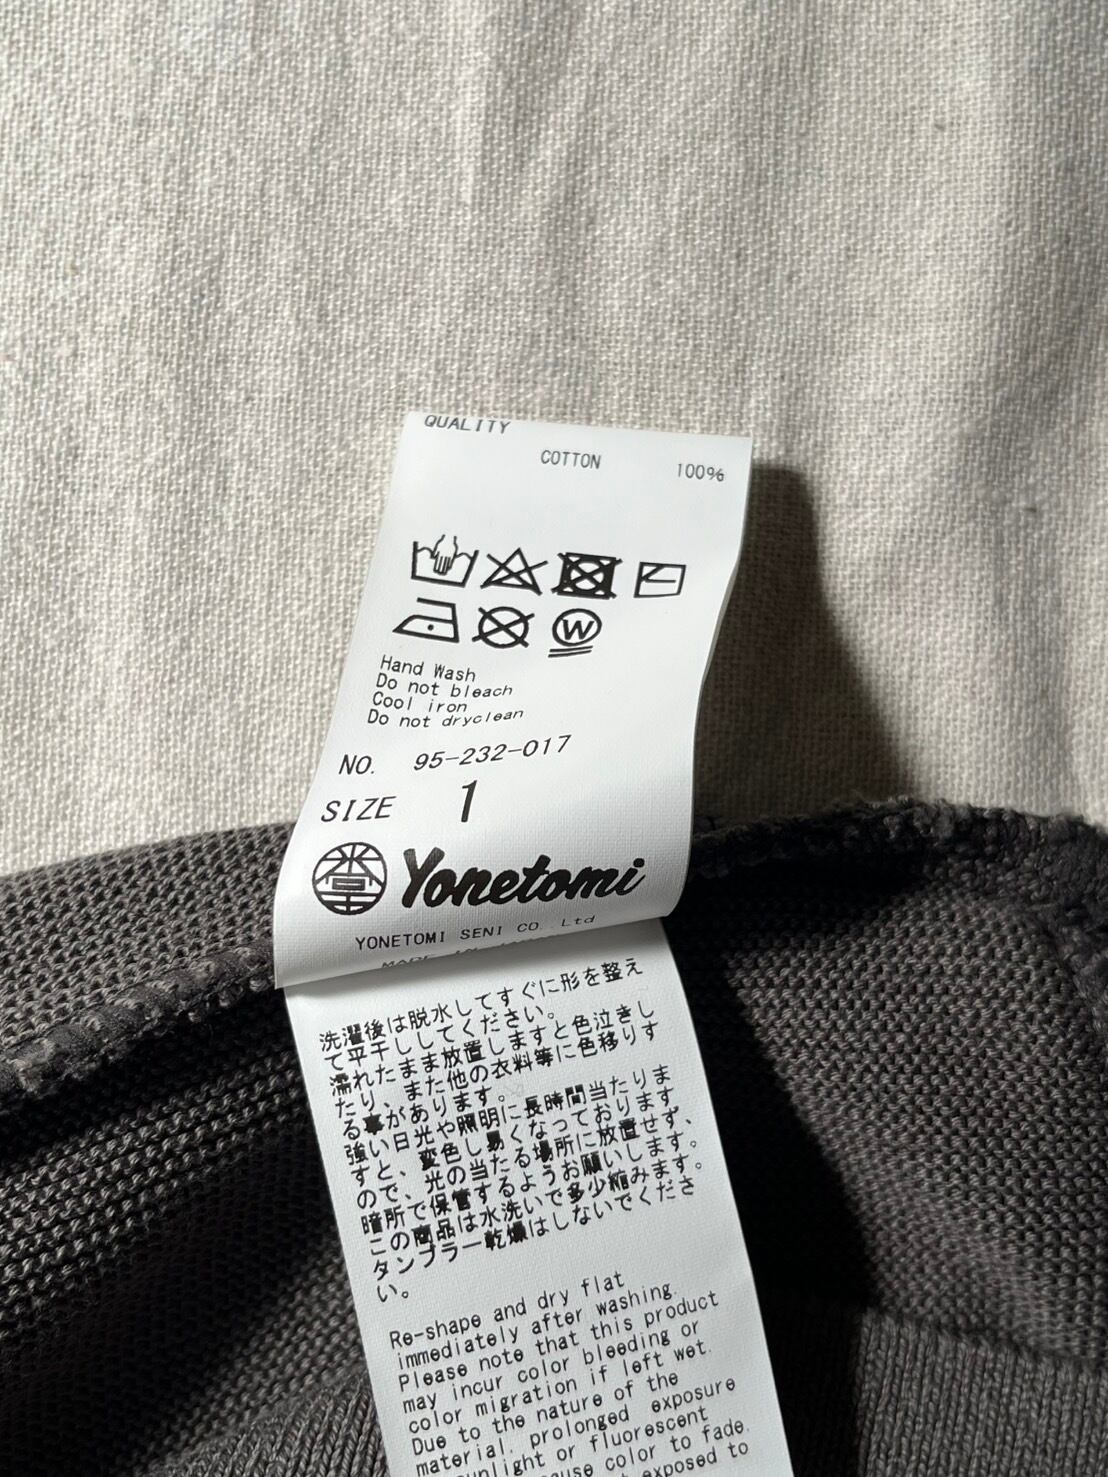 QUALITY
COTTON 100%
W
Hand Wash
Do not bleach
Cool iron
Do not dryclean
NO. 95-232-017
SIZE 1
Yonetomi
YONETOMI SENI CO. Ltd
MADE IN
洗濯後は脱水してすぐに形を整え
て平干ししてください。
濡れたまま放置しますと色泣きし
たり、また他の衣料等に色移りす
る事があります。
強い日光や照明に長時間当たりま
すと、変色し易くなっております
ので、光の当たる場所に放置せず、
暗所で保管するようお願いします。
この商品は水洗いで多少縮みます。
タンブラー乾燥はしないでくださ
い。
Re-shape and dry flat
immediately after washing.
Please note that this product
may incur color bleeding or
color migration if left wet.
Due to the nature of the
material, prolonged exposure
sunlight or fluorescent
cause color to fade.
exposed to